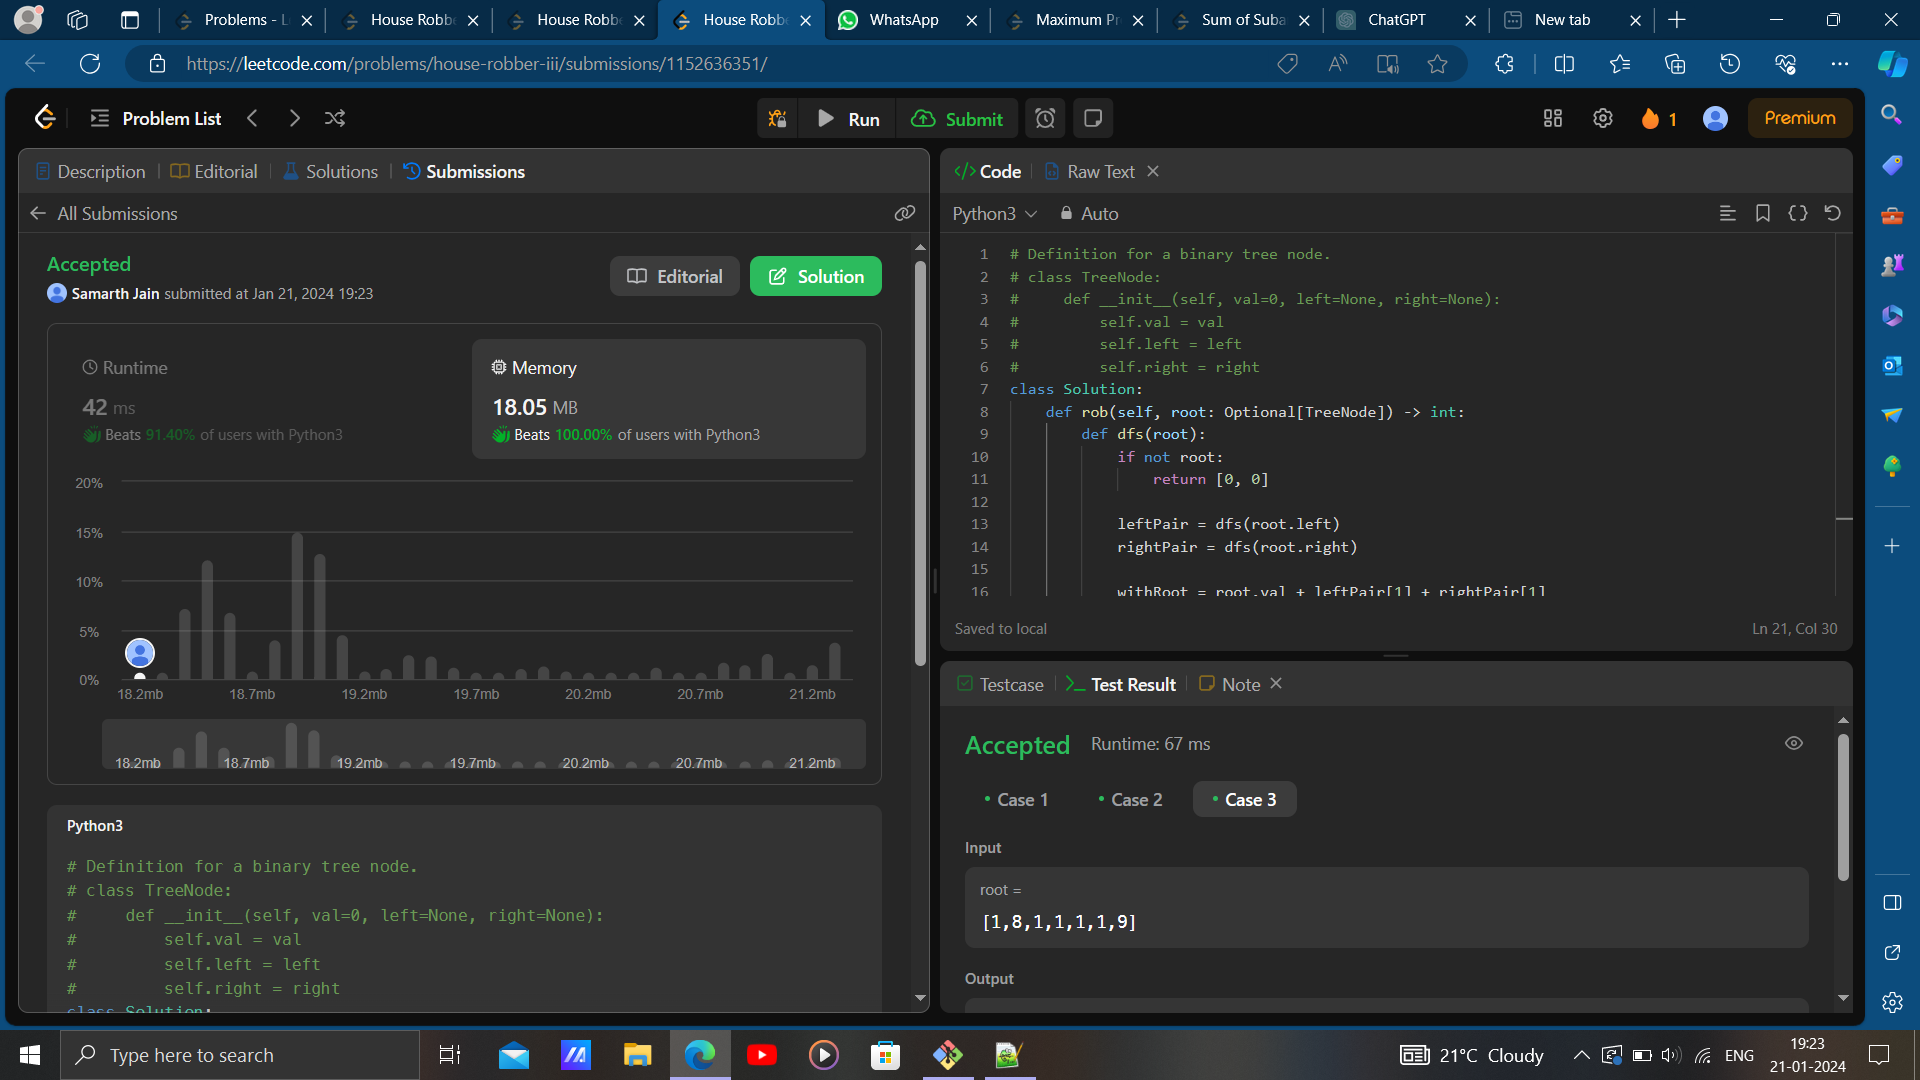 Problems - L
House Robbe
House Robbe
House Robbe
WhatsApp
Maximum Pr
Sum of Suba
ChatGPT
New tab
https://leetcode.com/problems/house-robber-iii/submissions/1152636351/
Problem List
Run
Submit
1
Premium
Description
Editorial
Solutions
Submissions
All Submissions
Accepted
Samarth Jain submitted at Jan 21, 2024 19:23
Editorial
Solution
Runtime
42 ms
Beats 91.40% of users with Python3
Memory
18.05 MB
Beats 100.00% of users with Python3
20%
15%
10%
5%
0%
18.2mb 18.7mb 19.2mb 19.7mb 20.2mb 20.7mb 21.2mb
18.2mb 18.7mb 19.2mb 19.7mb 20.2mb 20.7mb 21.2mb
Python3
# Definition for a binary tree node.
# class TreeNode:
#     def __init__(self, val=0, left=None, right=None):
#         self.val = val
#         self.left = left
#         self.right = right
class Solution:
Code
Raw Text
Python3
Auto
1 # Definition for a binary tree node.
2 # class TreeNode:
3 #     def __init__(self, val=0, left=None, right=None):
4 #         self.val = val
5 #         self.left = left
6 #         self.right = right
7 class Solution:
8     def rob(self, root: Optional[TreeNode]) -> int:
9         def dfs(root):
10             if not root:
11                 return [0, 0]
12
13             leftPair = dfs(root.left)
14             rightPair = dfs(root.right)
15
16             withRoot = root.val + leftPair[1] + rightPair[1]
Saved to local
Ln 21, Col 30
Testcase
Test Result
Note
Accepted
Runtime: 67 ms
Case 1
Case 2
Case 3
Input
root =
[1,8,1,1,1,1,9]
Output
Type here to search
21°C Cloudy
ENG
19:23
21-01-2024